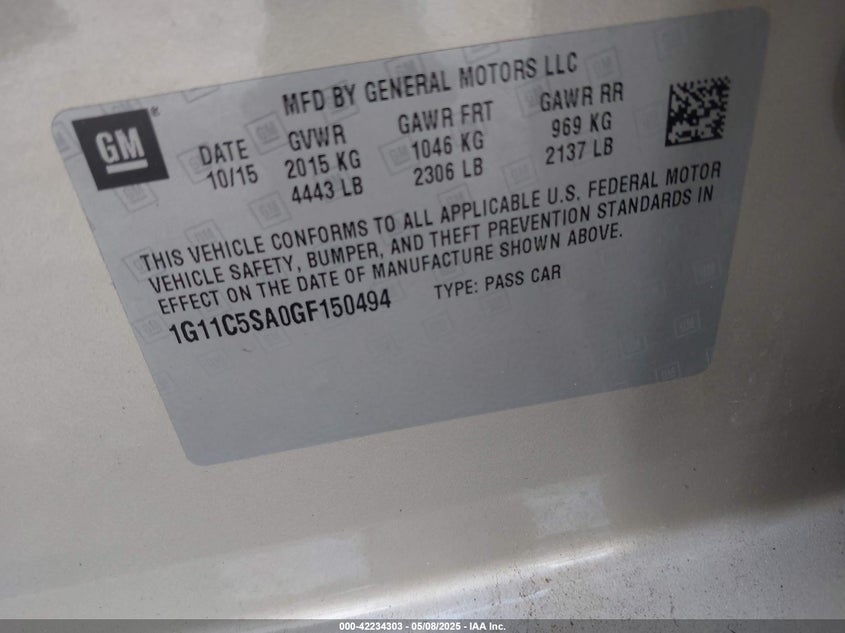 MFD BY GENERAL MOTORS LLC
GM®
DATE GVWR GAWR FRT GAWR RR
10/15 2015 KG 1046 KG 969 KG
4443 LB 2306 LB 2137 LB
THIS VEHICLE CONFORMS TO ALL APPLICABLE U.S. FEDERAL MOTOR
VEHICLE SAFETY, BUMPER, AND THEFT PREVENTION STANDARDS IN
EFFECT ON THE DATE OF MANUFACTURE SHOWN ABOVE.
1G11C5SA0GF150494 TYPE: PASS CAR
000-42234303 - 05/08/2025 - IAA Inc.